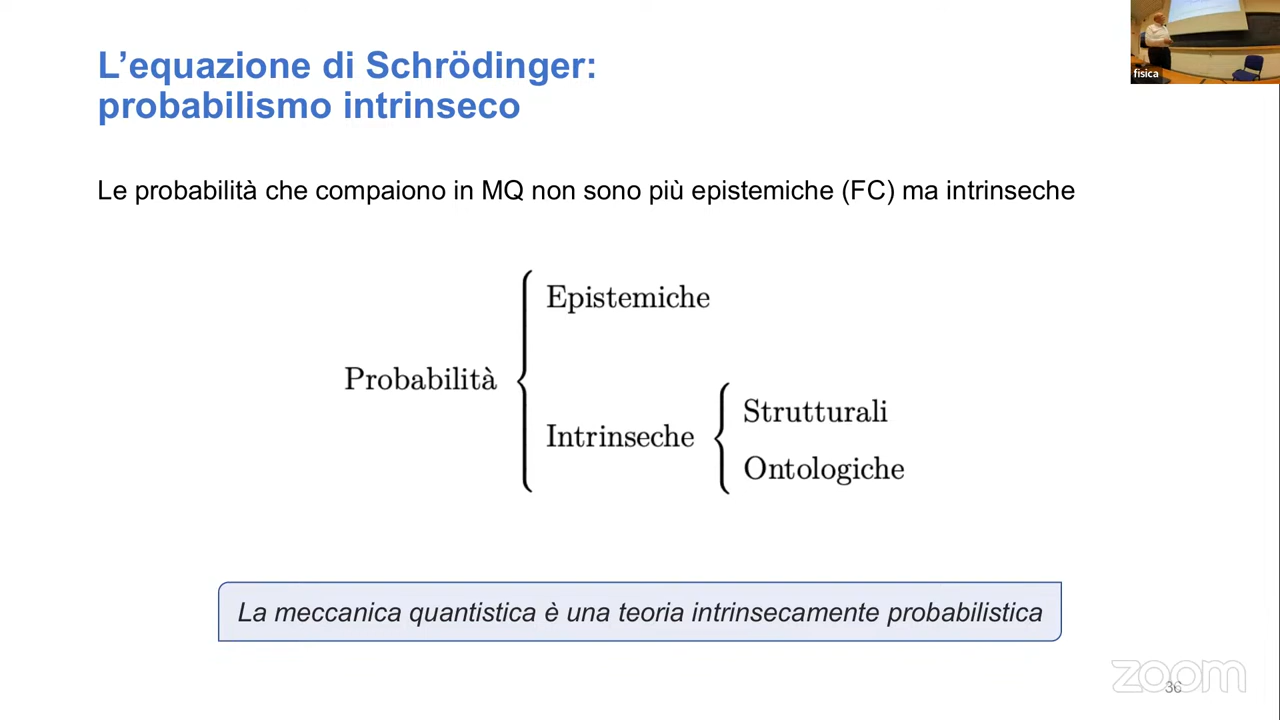 L’equazione di Schrödinger:
probabilismo intrinseco
fisica
Le probabilità che compaiono in MQ non sono più epistemiche (FC) ma intrinseche
Epistemiche
Probabilità
Intrinseche
Strutturali
Ontologiche
La meccanica quantistica è una teoria intrinsecamente probabilistica
zoom
36